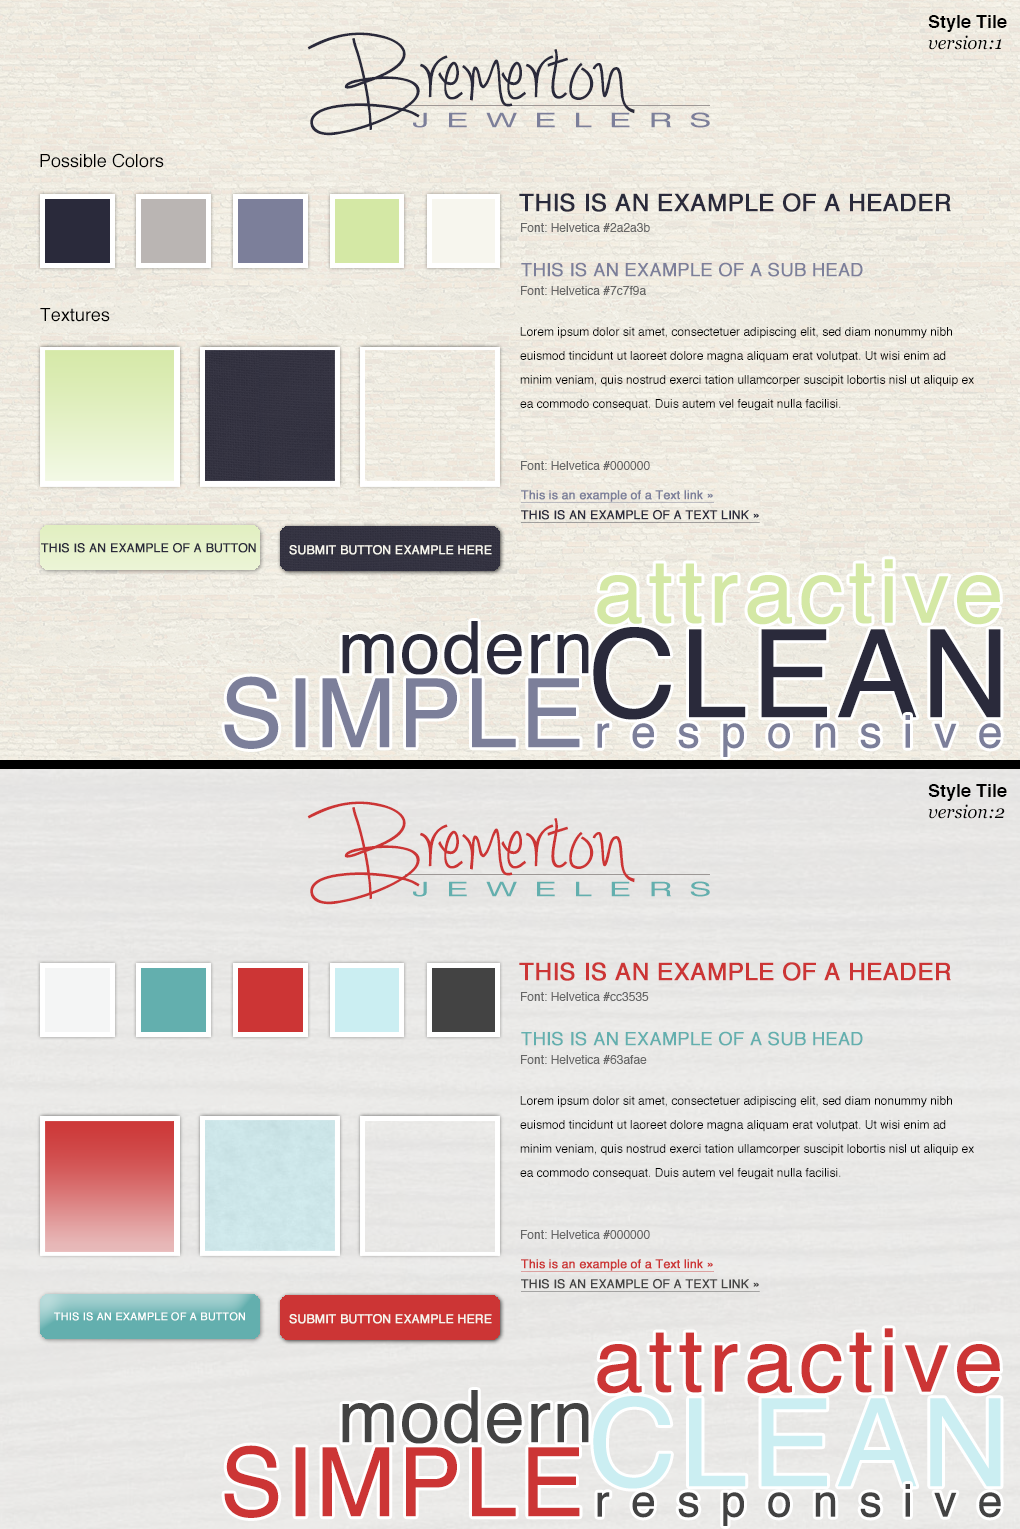 Style Tile
version:1
Bremerton
JEWELERS
Possible Colors
THIS IS AN EXAMPLE OF A HEADER
Font: Helvetica #2a2a3b
THIS IS AN EXAMPLE OF A SUB HEAD
Font: Helvetica #7c7f9a
Textures
Lorem ipsum dolor sit amet, consectetuer adipiscing elit, sed diam nonummy nibh
euismod tincidunt ut laoreet dolore magna aliquam erat volutpat. Ut wisi enim ad
minim veniam, quis nostrud exerci tation ullamcorper suscipit lobortis nisl ut aliquip ex
ea commodo consequat. Duis autem vel feugait nulla facilisi.
Font: Helvetica #000000
This is an example of a Text link »
THIS IS AN EXAMPLE OF A TEXT LINK »
THIS IS AN EXAMPLE OF A BUTTON
SUBMIT BUTTON EXAMPLE HERE
attractive
modern
CLEAN
SIMPLE
responsive
Style Tile
version:2
Bremerton
JEWELERS
THIS IS AN EXAMPLE OF A HEADER
Font: Helvetica #cc3535
THIS IS AN EXAMPLE OF A SUB HEAD
Font: Helvetica #63afae
Lorem ipsum dolor sit amet, consectetuer adipiscing elit, sed diam nonummy nibh
euismod tincidunt ut laoreet dolore magna aliquam erat volutpat. Ut wisi enim ad
minim veniam, quis nostrud exerci tation ullamcorper suscipit lobortis nisl ut aliquip ex
ea commodo consequat. Duis autem vel feugait nulla facilisi.
Font: Helvetica #000000
This is an example of a Text link »
THIS IS AN EXAMPLE OF A TEXT LINK »
THIS IS AN EXAMPLE OF A BUTTON
SUBMIT BUTTON EXAMPLE HERE
attractive
modern
CLEAN
SIMPLE
responsive